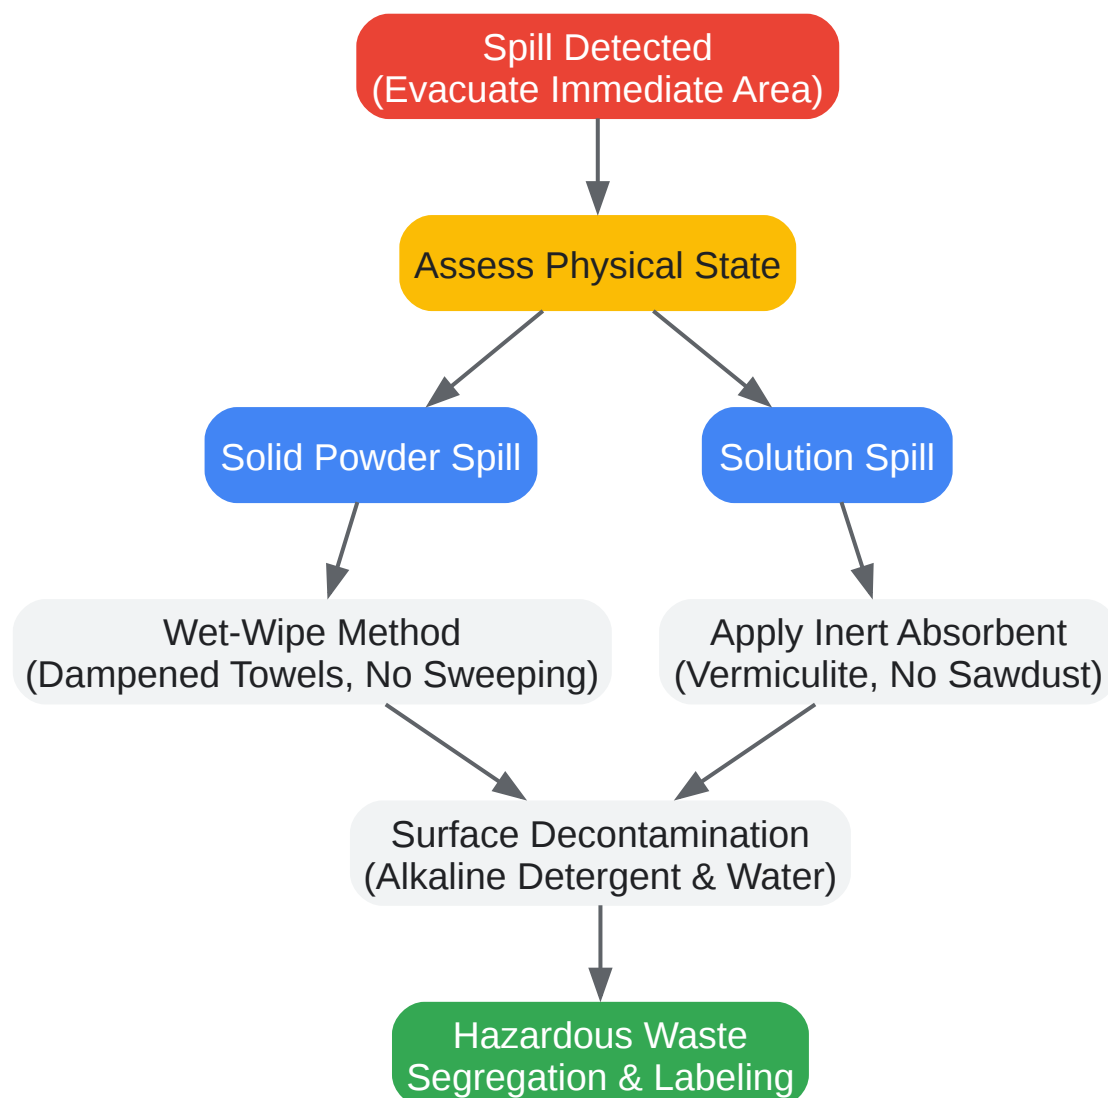 Spill Detected
(Evacuate Immediate Area)
Assess Physical State
Solid Powder Spill
Solution Spill
Wet-Wipe Method
(Dampened Towels, No Sweeping)
Apply Inert Absorbent
(Vermiculite, No Sawdust)
Surface Decontamination
(Alkaline Detergent & Water)
Hazardous Waste
Segregation & Labeling